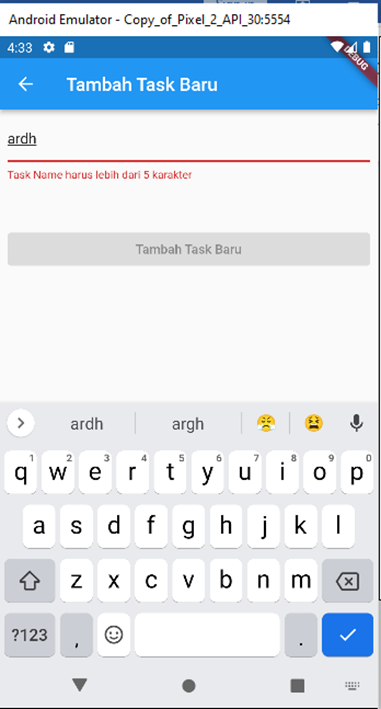 Android Emulator - Copy_of_Pixel_2_API_30:5554
4:33
DEBUG
Tambah Task Baru
ardh
Task Name harus lebih dari 5 karakter
Tambah Task Baru
ardh argh
1 2 3 4 5 6 7 8 9 0
q w e r t y u i o p
a s d f g h j k l
z x c v b n m
?123 , .